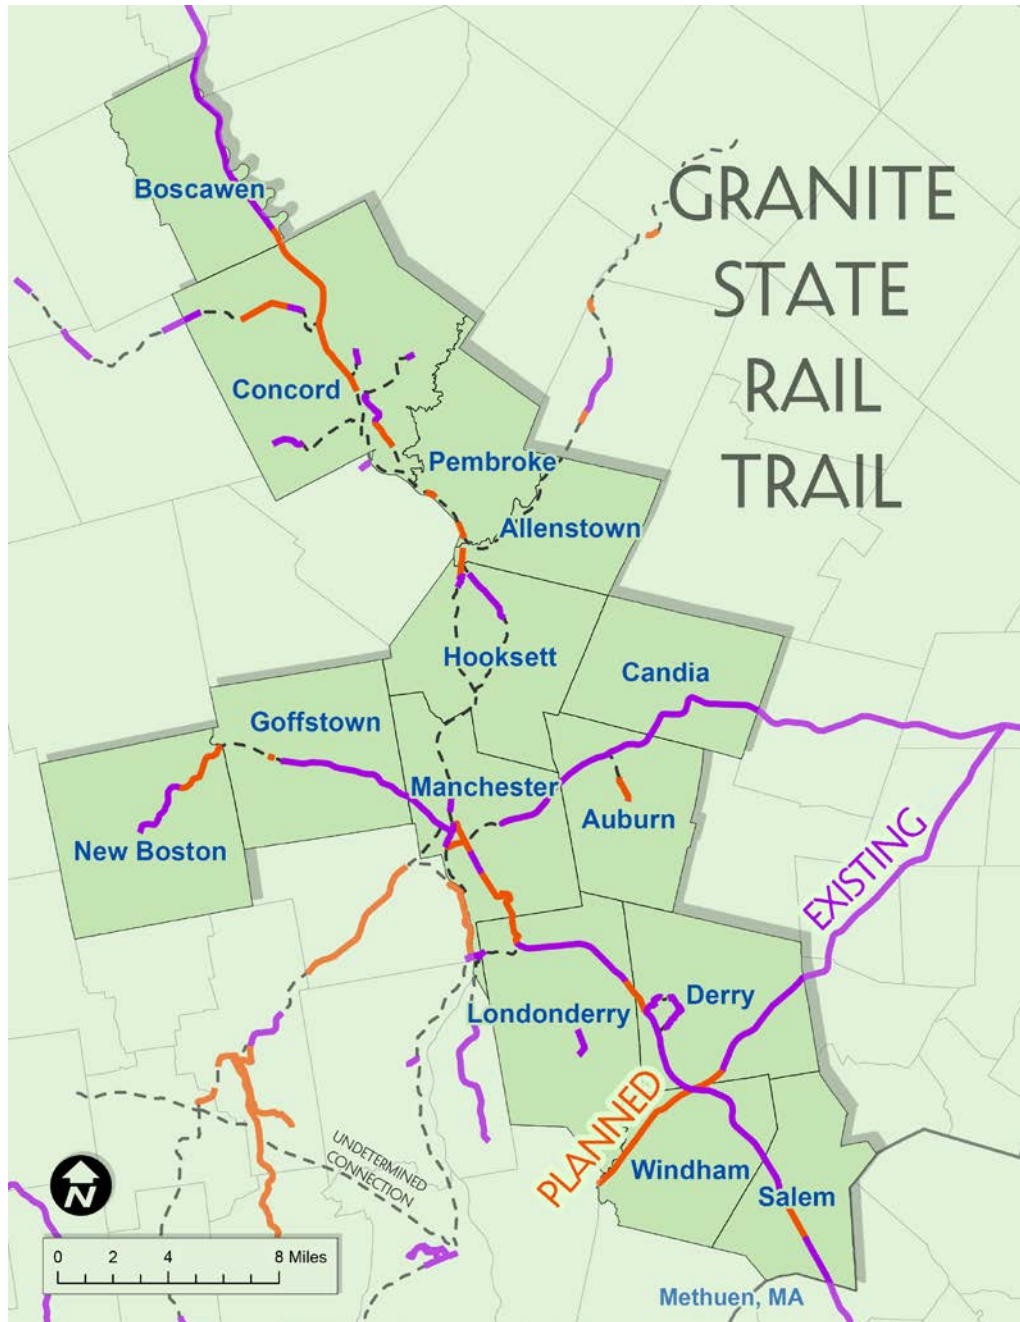 GRANITE
STATE
RAIL
TRAIL
Boscawen
Concord
Pembroke
Allenstown
Hooksett
Candia
Goffstown
Manchester
Auburn
New Boston
EXISTING
Derry
Londonderry
PLANNED
UNDETERMINED
CONNECTION
Windham
Salem
N
0 2 4 8 Miles
Methuen, MA